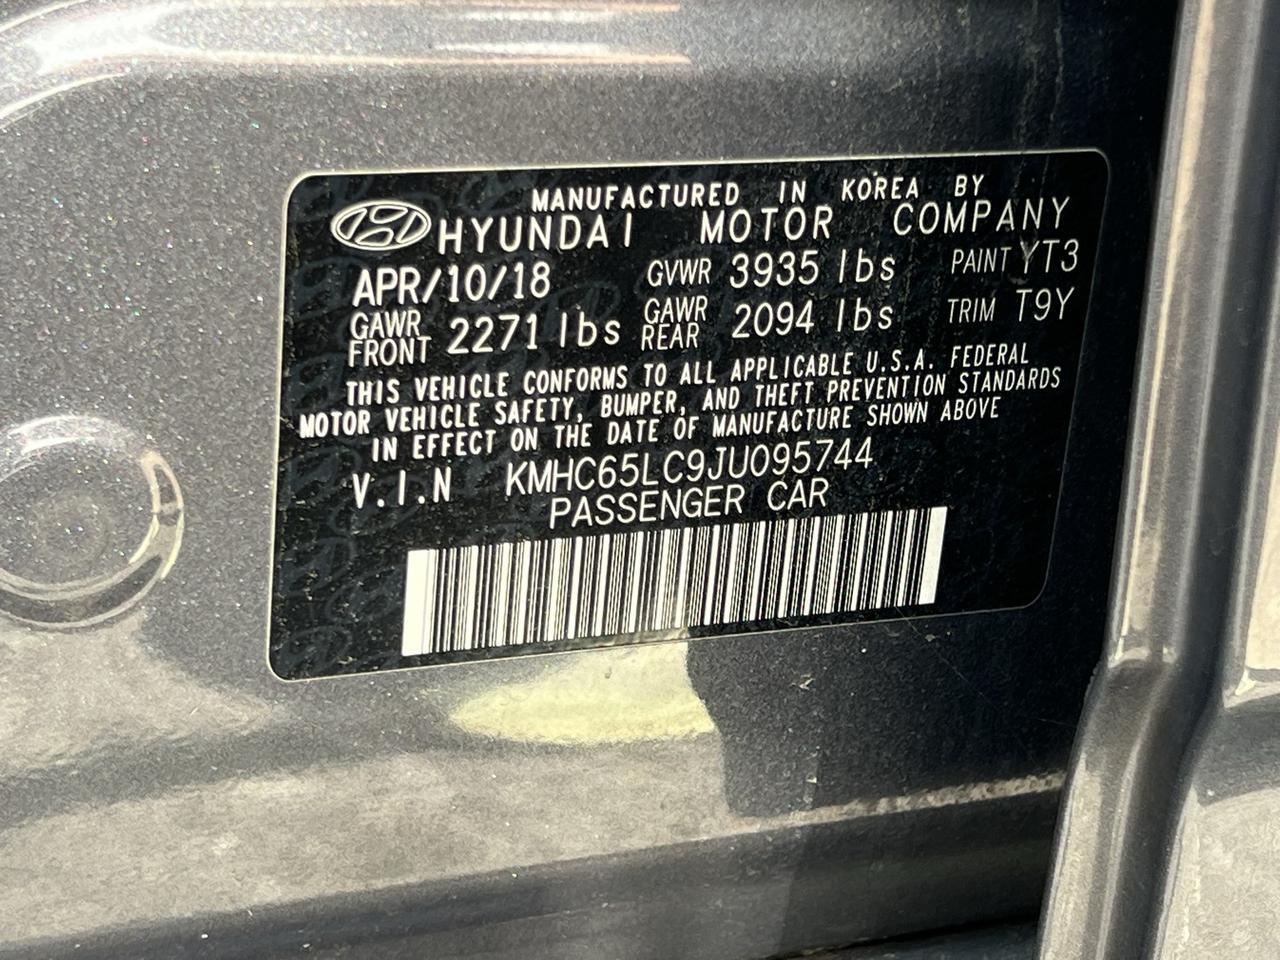 MANUFACTURED IN KOREA BY
HYUNDAI MOTOR COMPANY
APR/10/18 GVWR 3935 lbs PAINT YT3
GAWR FRONT 2271 lbs GAWR REAR 2094 lbs TRIM T9Y
THIS VEHICLE CONFORMS TO ALL APPLICABLE U.S.A. FEDERAL
MOTOR VEHICLE SAFETY, BUMPER, AND THEFT PREVENTION STANDARDS
IN EFFECT ON THE DATE OF MANUFACTURE SHOWN ABOVE
V.I.N KMHC65LC9JU095744
PASSENGER CAR